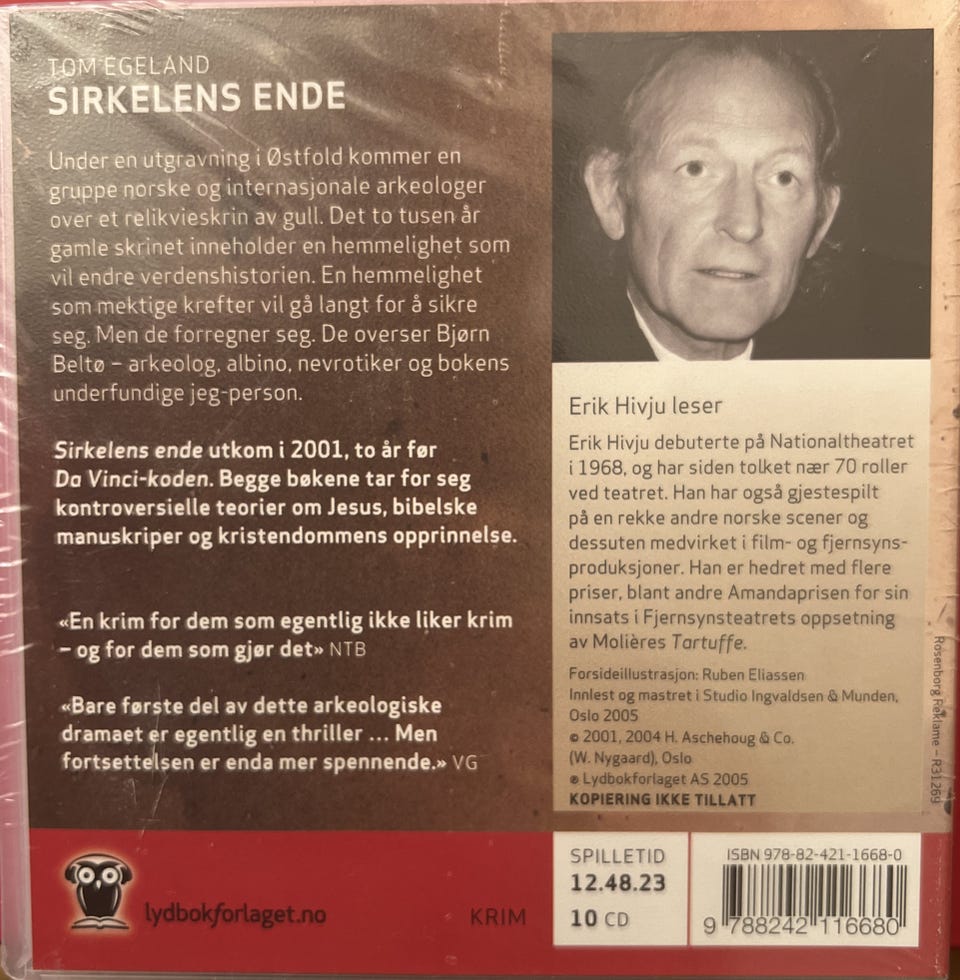 TOM EGELAND
SIRKELENS ENDE
Under en utgravning i Østfold kommer en
gruppe norske og internasjonale arkeologer
over et relikvieskrin av gull. Det to tusen år
gamle skrinet inneholder en hemmelighet som
vil endre verdenshistorien. En hemmelighet
som mektige krefter vil gå langt for å sikre
seg. Men de forregner seg. De overser Bjørn
Beltø – arkeolog, albino, nevrotiker og bokens
underfundige jeg-person.
Sirkelens ende utkom i 2001, to år før
Da Vinci-koden. Begge bøkene tar for seg
kontroversielle teorier om Jesus, bibelske
manuskriper og kristendommens opprinnelse.
«En krim for dem som egentlig ikke liker krim
– og for dem som gjør det» NTB
«Bare første del av dette arkeologiske
dramaet er egentlig en thriller ... Men
fortsettelsen er enda mer spennende.» VG
Erik Hivju leser
Erik Hivju debuterte på Nationaltheatret
i 1968, og har siden tolket nær 70 roller
ved teatret. Han har også gjestespilt
på en rekke andre norske scener og
dessuten medvirket i film- og fjernsyns-
produksjoner. Han er hedret med flere
priser, blant andre Amandaprisen for sin
innsats i Fjernsynsteatrets oppsetning
av Molières Tartuffe.
Forsideillustrasjon: Ruben Eliassen
Innlest og mastret i Studio Ingvaldsen & Munden,
Oslo 2005
© 2001, 2004 H. Aschehoug & Co.
(W. Nygaard), Oslo
℗ Lydbokforlaget AS 2005
KOPIERING IKKE TILLATT
Rosenborg Reklame – R31269
lydbokforlaget.no
KRIM
SPILLETID
12.48.23
10 CD
ISBN 978-82-421-1668-0
9 788242 116680